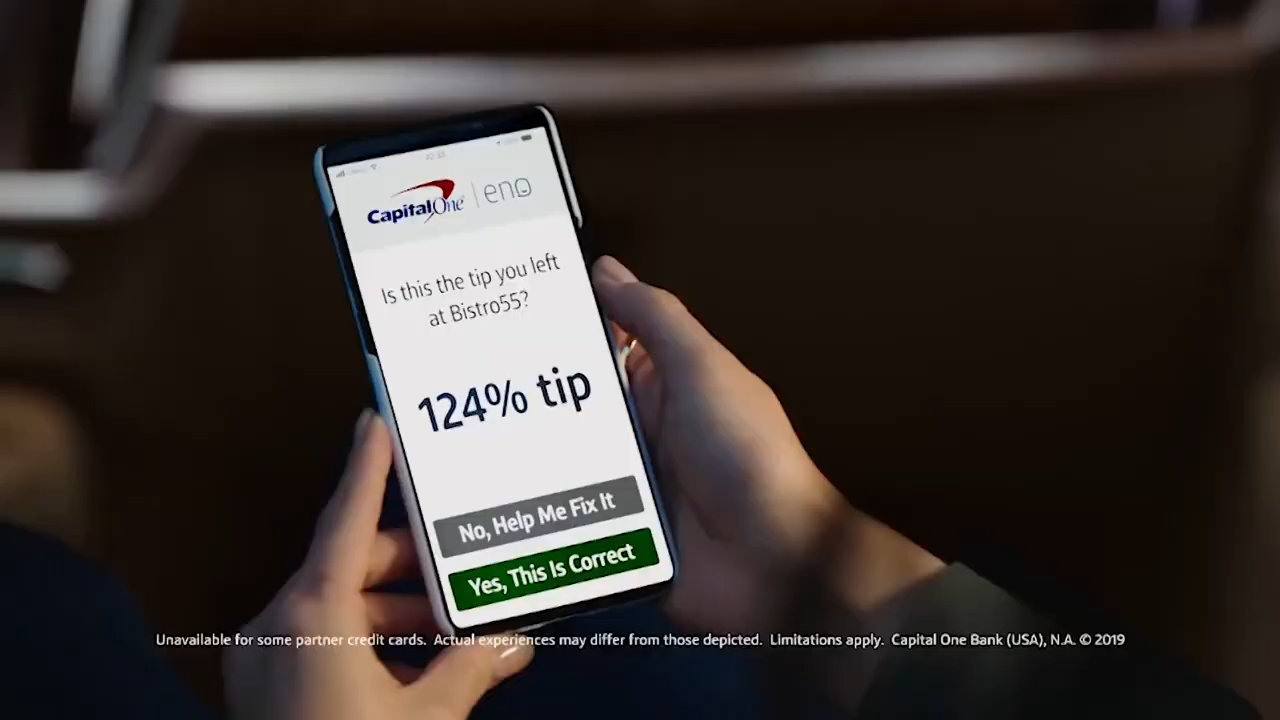 CapitalOne | eno
Is this the tip you left
at Bistro55?
124% tip
No, Help Me Fix It
Yes, This Is Correct
Unavailable for some partner credit cards. Actual experiences may differ from those depicted. Limitations apply. Capital One Bank (USA), N.A. © 2019